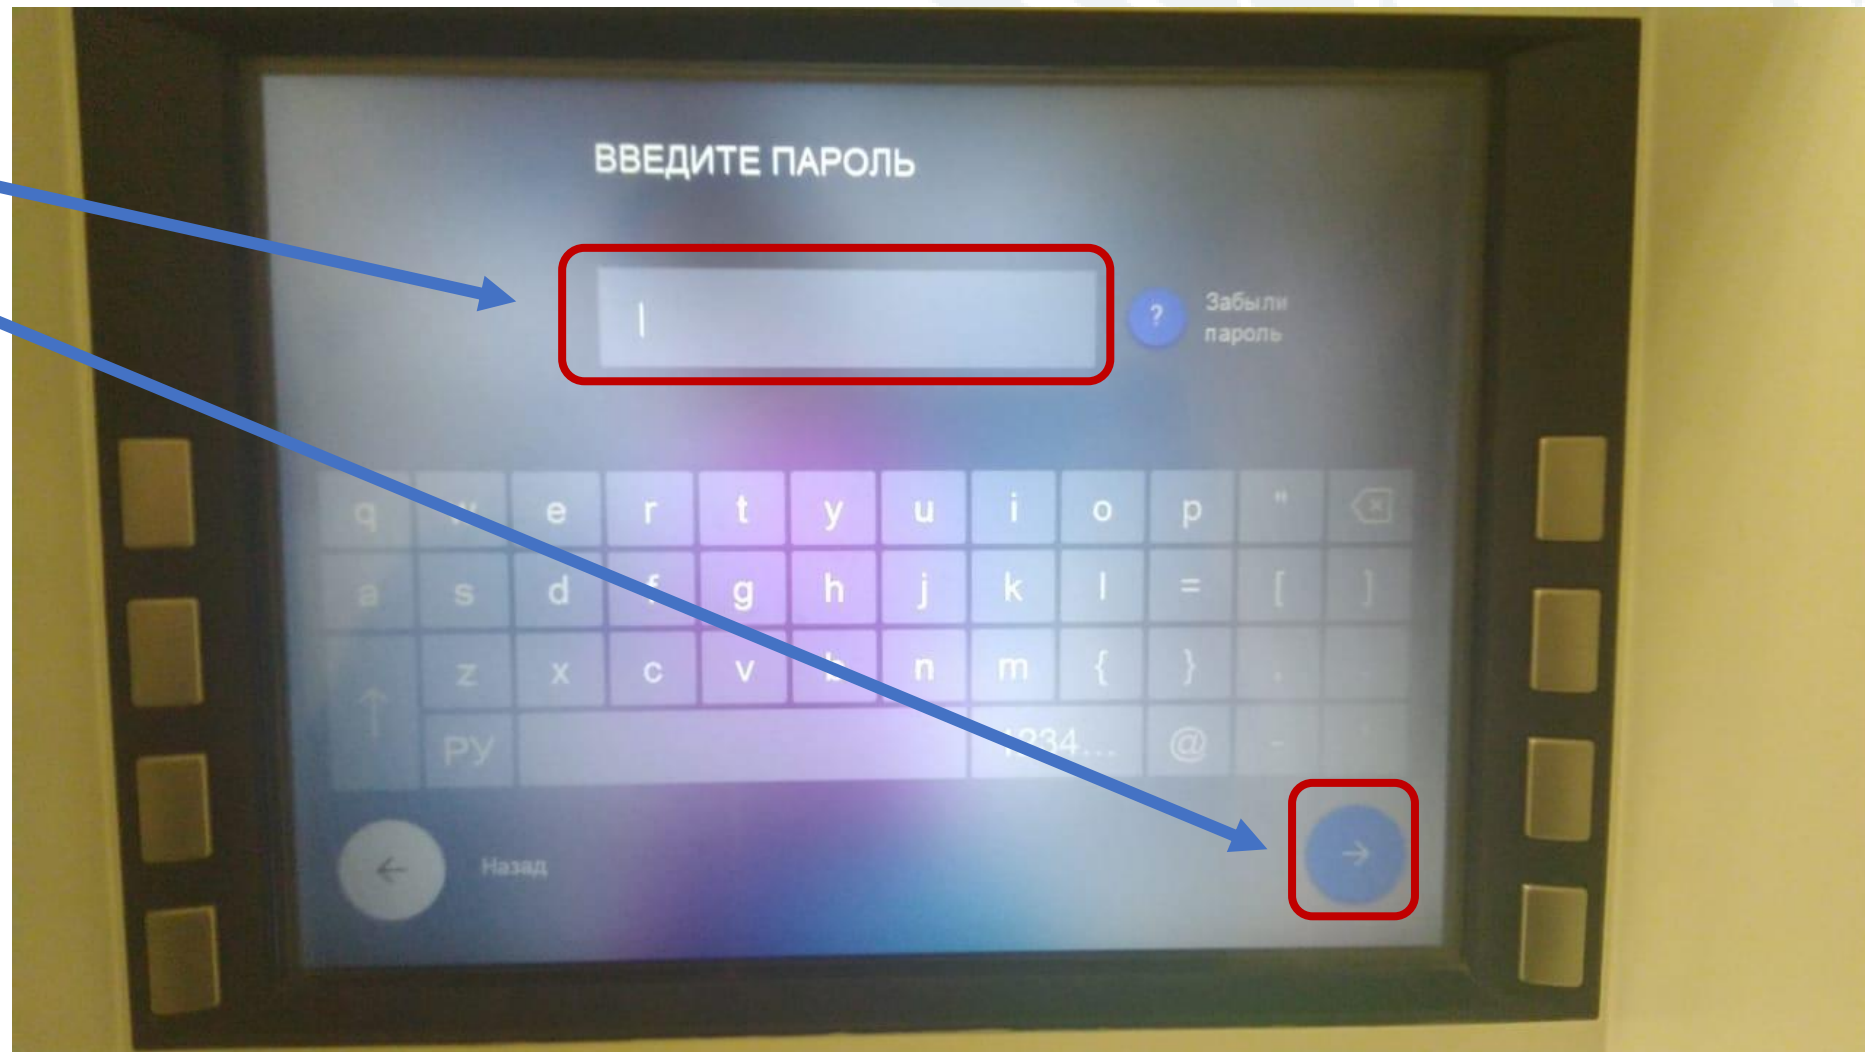 ВВЕДИТЕ ПАРОЛЬ
?
Забыли
пароль
q w e r t y u i o p "
a s d f g h j k l = [ ]
z x c v b n m { }
РУ 1234... @ -
Назад